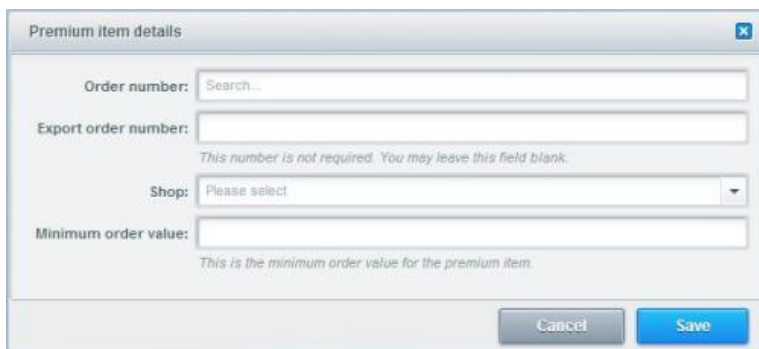 Premium item details
Order number: Search...
Export order number:
This number is not required. You may leave this field blank.
Shop: Please select
Minimum order value:
This is the minimum order value for the premium item.
Cancel Save